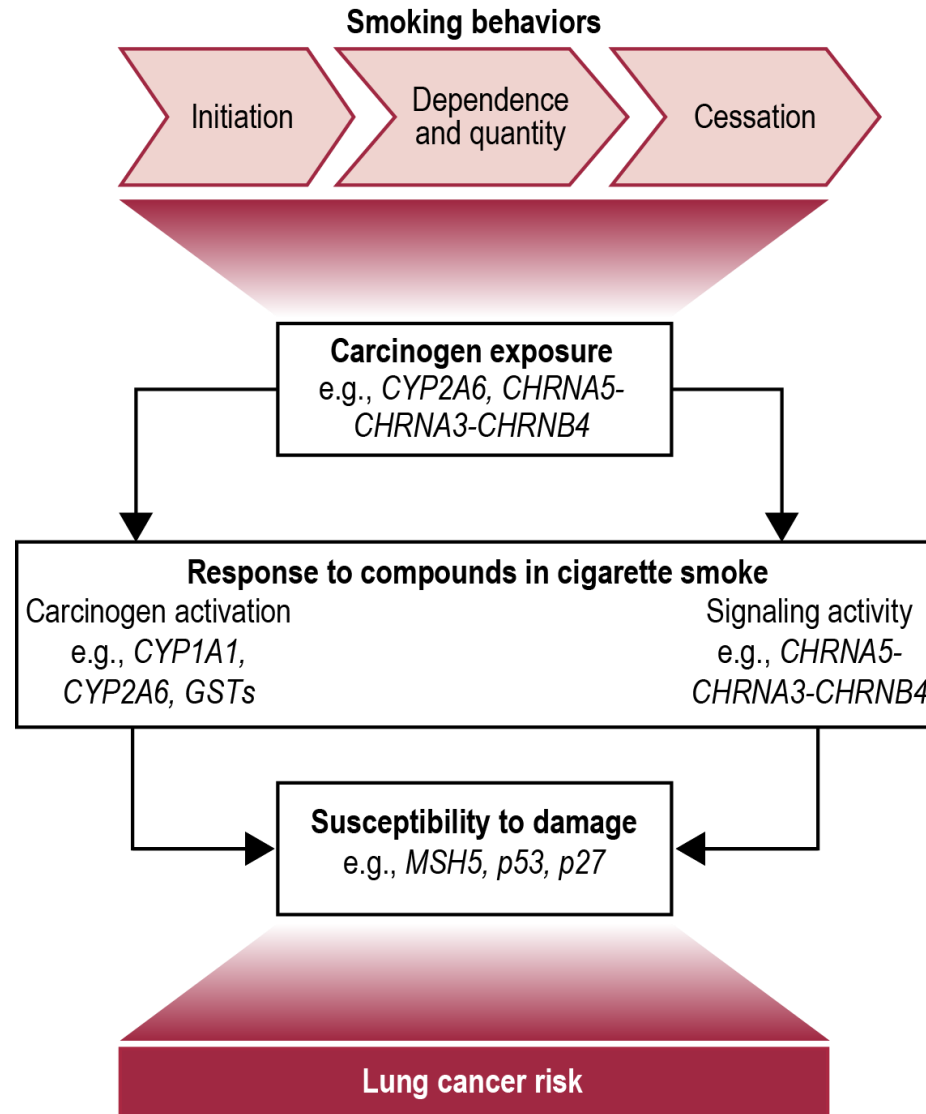 Smoking behaviors
Initiation
Dependence
and quantity
Cessation
Carcinogen exposure
e.g., CYP2A6, CHRNA5-
CHRNA3-CHRNB4
Response to compounds in cigarette smoke
Carcinogen activation
e.g., CYP1A1,
CYP2A6, GSTs
Signaling activity
e.g., CHRNA5-
CHRNA3-CHRNB4
Susceptibility to damage
e.g., MSH5, p53, p27
Lung cancer risk